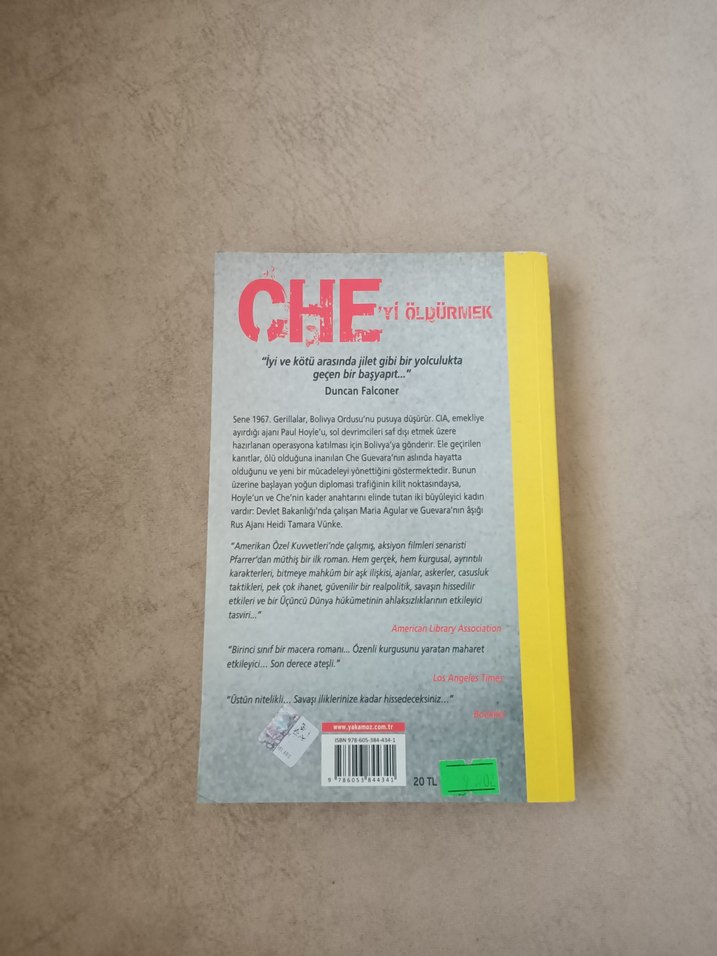 CHE'Yİ ÖLDÜRMEK
“İyi ve kötü arasında jilet gibi bir yolculukta
geçen bir başyapıt...”
Duncan Falconer
Sene 1967. Gerillalar, Bolivya Ordusu’nu pusuya düşürür. CIA, emekliye
ayırdığı ajanı Paul Hoyle’u, sol devrimcileri saf dışı etmek üzere
hazırlanan operasyona katılması için Bolivya’ya gönderir. Ele geçirilen
kanıtlar, ölü olduğuna inanılan Che Guevara’nın aslında hayatta
olduğunu ve yeni bir mücadeleyi yönettiğini göstermektedir. Bunun
üzerine başlayan yoğun diplomasi trafiğinin kilit noktasındaysa,
Hoyle’un ve Che’nin kader anahtarını elinde tutan iki büyüleyici kadın
vardır: Devlet Bakanlığı’nda çalışan Maria Agular ve Guevara’nın âşığı
Rus Ajanı Heidi Tamara Vünke.
“Amerikan Özel Kuvvetleri’nde çalışmış, aksiyon filmleri senaristi
Pfarrer’dan müthiş bir ilk roman. Hem gerçek, hem kurgusal, ayrıntılı
karakterleri, bitmeye mahkûm bir aşk ilişkisi, ajanlar, askerler, casusluk
taktikleri, pek çok ihanet, güvenilir bir realpolitik, savaşın hissedilir
etkileri ve bir Üçüncü Dünya hükümetinin ahlaksızlıklarının etkileyici
tasviri...”
American Library Association
“Birinci sınıf bir macera romanı... Özenli kurgusunu yaratan maharet
etkileyici... Son derece ateşli.”
Los Angeles Times
“Üstün nitelikli... Savaşı iliklerinize kadar hissedeceksiniz...”
Booklist
www.yakamoz.com.tr
ISBN 978-605-384-434-1
9 786053 844341
20 TL